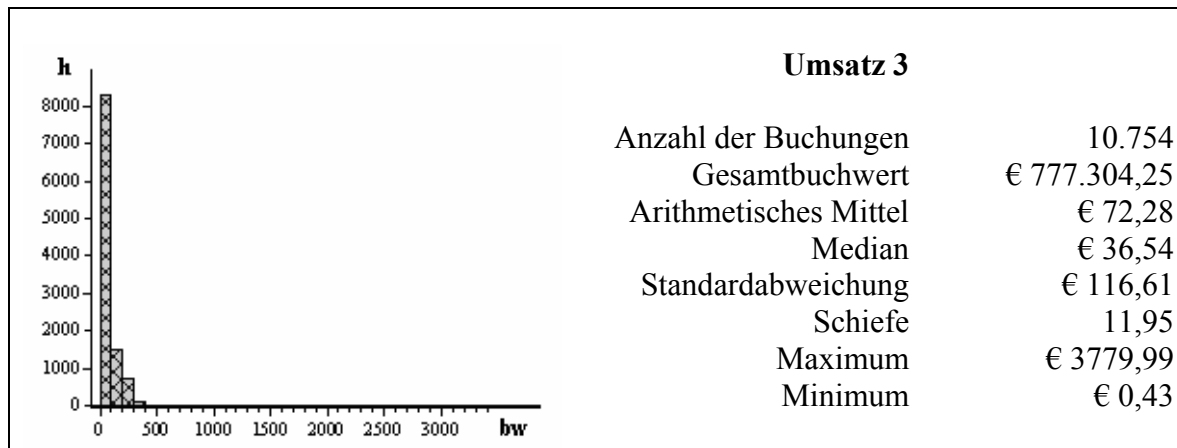 h
8000
7000
6000
5000
4000
3000
2000
1000
0
0 500 1000 1500 2000 2500 3000 bw
Umsatz 3
Anzahl der Buchungen 10.754
Gesamtbuchwert € 777.304,25
Arithmetisches Mittel € 72,28
Median € 36,54
Standardabweichung € 116,61
Schiefe 11,95
Maximum € 3779,99
Minimum € 0,43